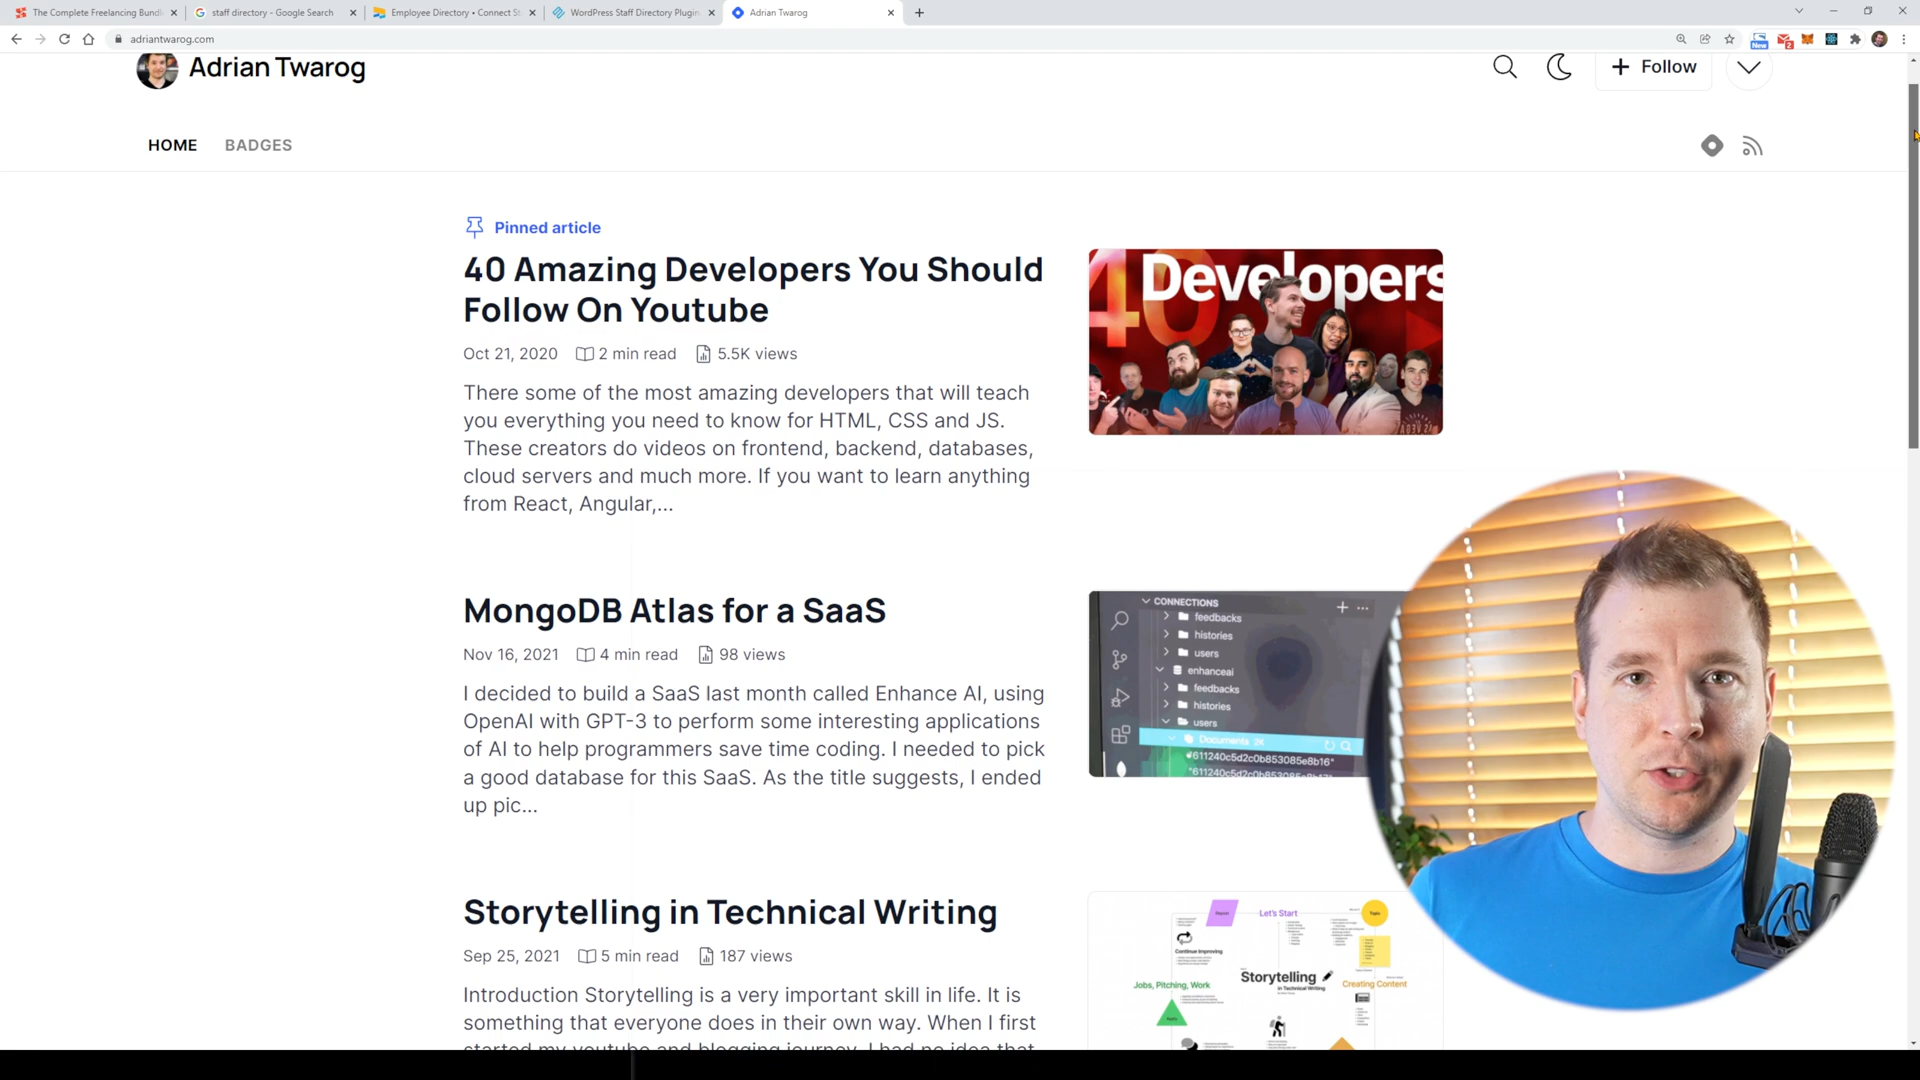 The Complete Freelancing Bundl
staff directory - Google Search
Employee Directory • Connect St
WordPress Staff Directory Plugin
Adrian Twarog
adriantwarog.com
New
2
Adrian Twarog
Follow
HOME
BADGES
Pinned article
40 Amazing Developers You Should
Follow On Youtube
Oct 21, 2020
2 min read
5.5K views
There some of the most amazing developers that will teach
you everything you need to know for HTML, CSS and JS.
These creators do videos on frontend, backend, databases,
cloud servers and much more. If you want to learn anything
from React, Angular,...
40 Developers
MongoDB Atlas for a SaaS
Nov 16, 2021
4 min read
98 views
I decided to build a SaaS last month called Enhance AI, using
OpenAI with GPT-3 to perform some interesting applications
of AI to help programmers save time coding. I needed to pick
a good database for this SaaS. As the title suggests, I ended
up pic...
CONNECTIONS
feedbacks
histories
users
enhanceai
feedbacks
histories
users
Documents 2K
"611240c5d2c0b853085e8b16"
Storytelling in Technical Writing
Sep 25, 2021
5 min read
187 views
Introduction Storytelling is a very important skill in life. It is
something that everyone does in their own way. When I first
started my youtube and blogging journey, I had no idea that
Let's Start
Topic
Continue Improving
Storytelling
in Technical Writing
Jobs, Pitching, Work
Creating Content